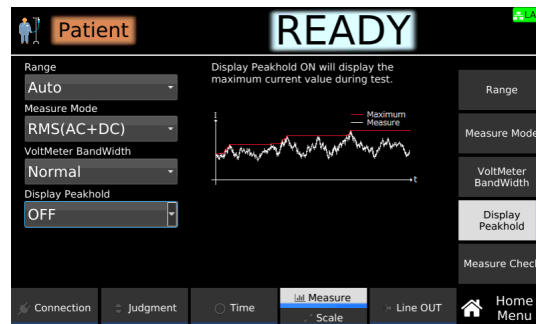 Patient
READY
LA
Range
Auto
Measure Mode
RMS(AC+DC)
VoltMeter BandWidth
Normal
Display Peakhold
OFF
Display Peakhold ON will display the
maximum current value during test.
I
Maximum
Measure
t
Range
Measure Mode
VoltMeter
BandWidth
Display
Peakhold
Measure Chec
Connection
Judgment
Time
Measure
Scale
Line OUT
Home
Menu